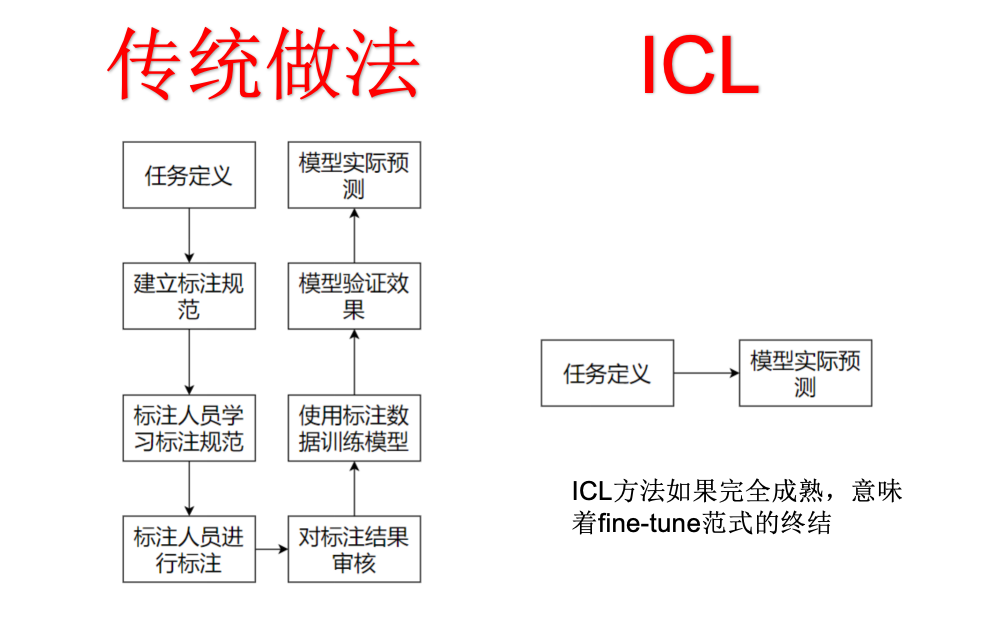 传统做法
ICL
任务定义
建立标注规
范
标注人员学
习标注规范
标注人员进
行标注
对标注结果
审核
使用标注数
据训练模型
模型验证效
果
模型实际预
测
任务定义
模型实际预
测
ICL方法如果完全成熟，意味
着fine-tune范式的终结